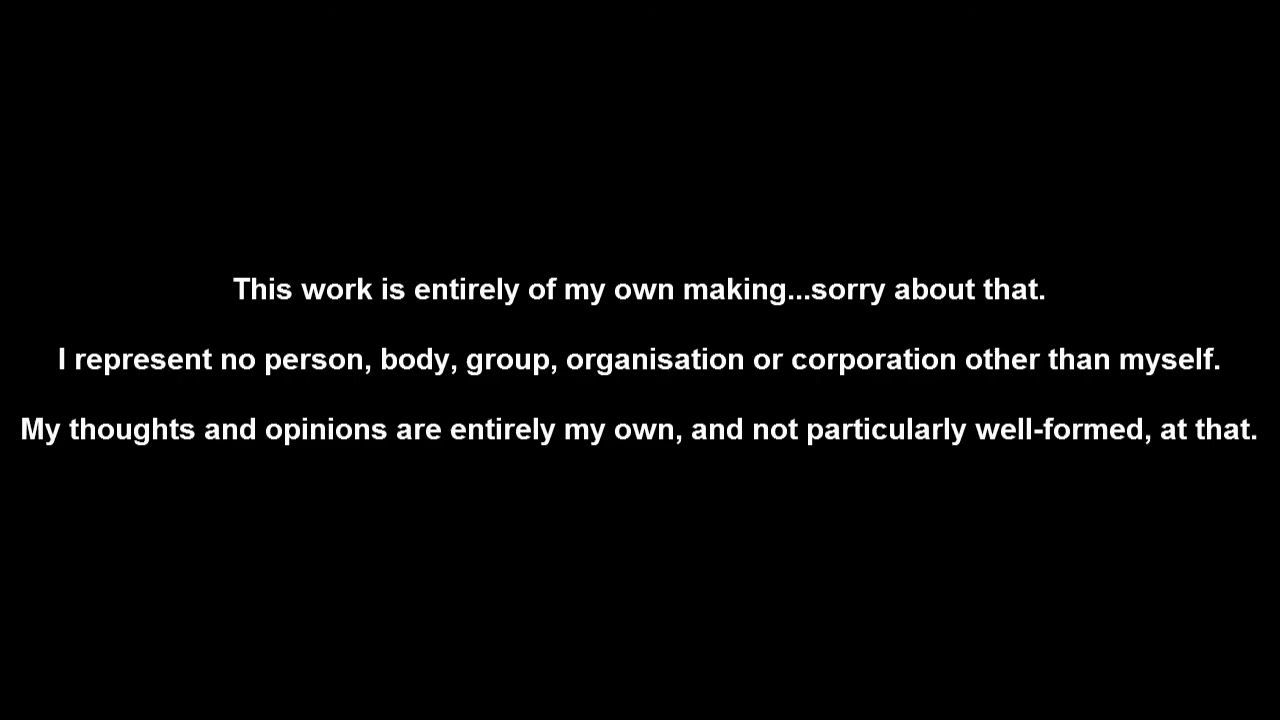 This work is entirely of my own making...sorry about that.
I represent no person, body, group, organisation or corporation other than myself.
My thoughts and opinions are entirely my own, and not particularly well-formed, at that.